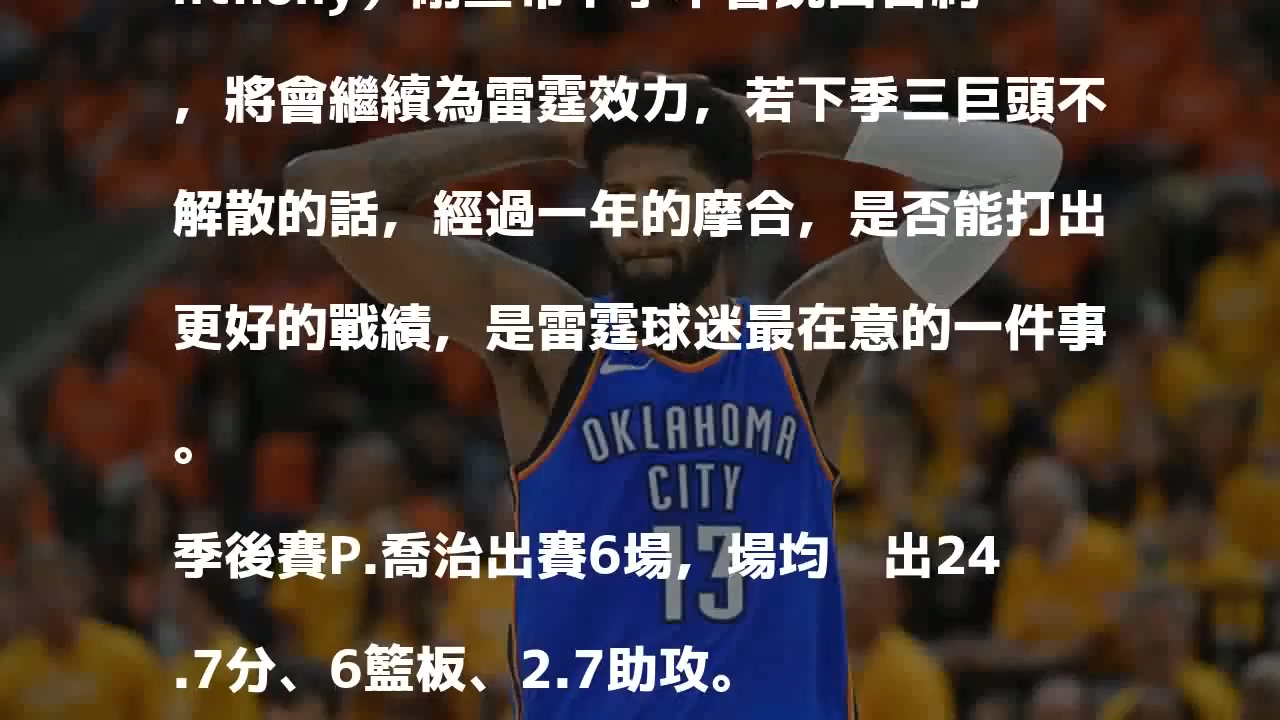 ，將會繼續為雷霆效力，若下季三巨頭不
解散的話，經過一年的摩合，是否能打出
更好的戰績，是雷霆球迷最在意的一件事
。
OKLAHOMA
CITY
13
季後賽P.喬治出賽6場，場均　出24
.7分、6籃板、2.7助攻。